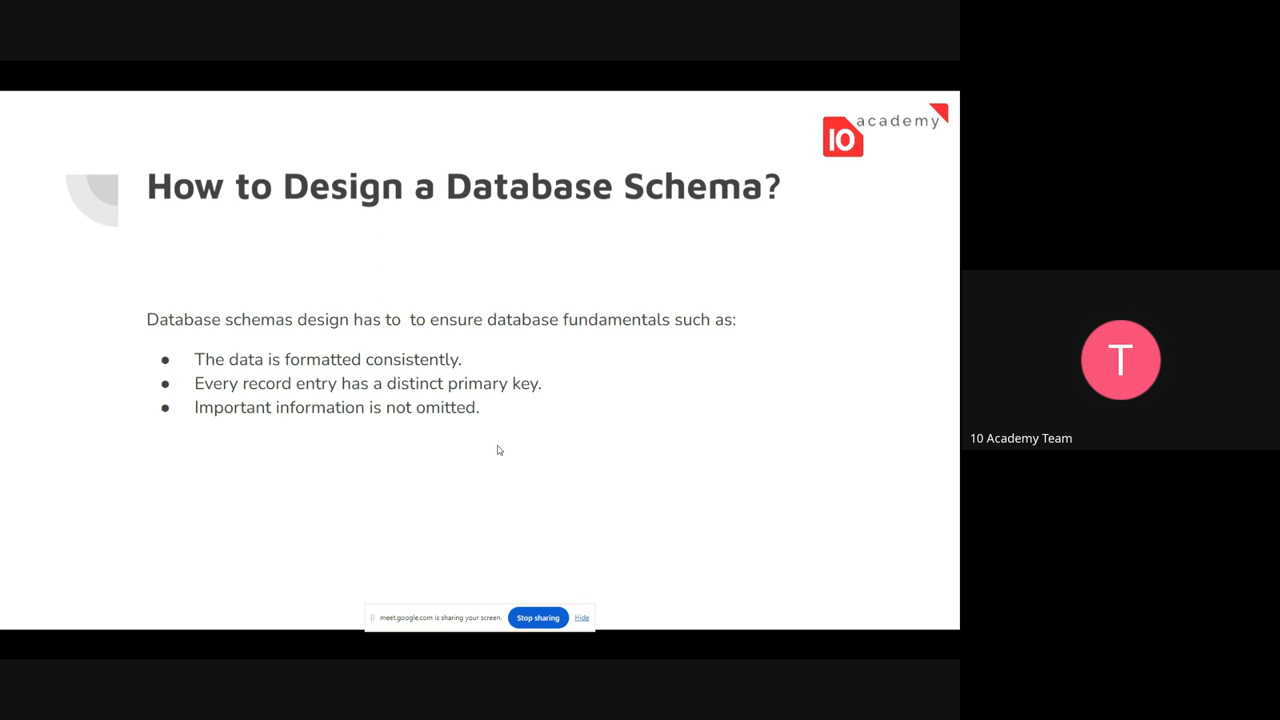 10 academy
How to Design a Database Schema?
Database schemas design has to  to ensure database fundamentals such as:
● The data is formatted consistently.
● Every record entry has a distinct primary key.
● Important information is not omitted.
T
10 Academy Team
meet.google.com is sharing your screen. Stop sharing Hide